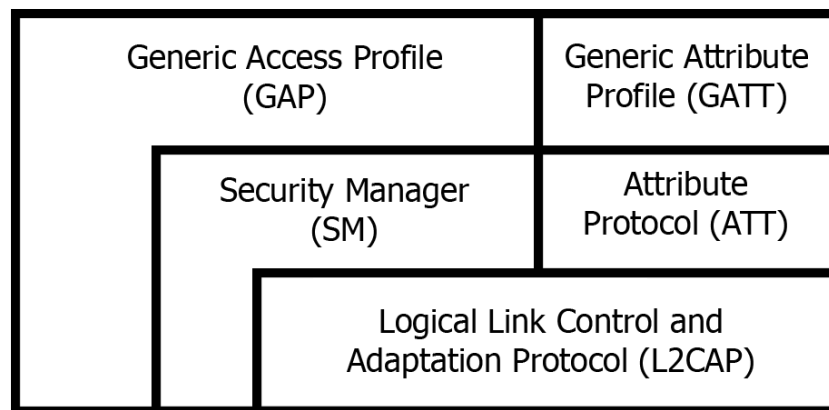 Generic Access Profile
(GAP)
Generic Attribute
Profile (GATT)
Security Manager
(SM)
Attribute
Protocol (ATT)
Logical Link Control and
Adaptation Protocol (L2CAP)